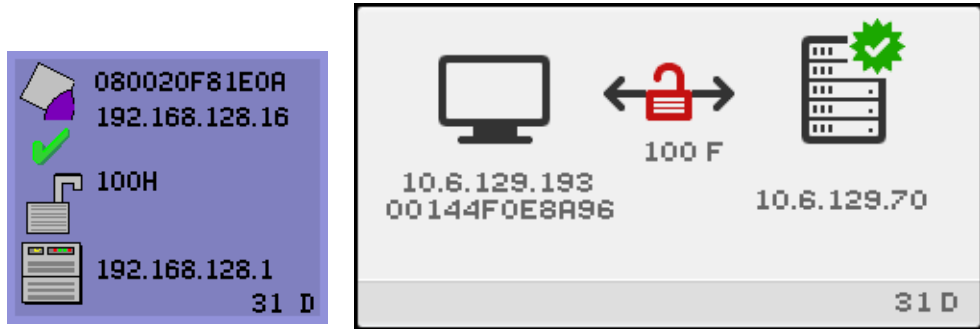 080020F81E0A
192.168.128.16
100H
192.168.128.1
31 D
100 F
10.6.129.193
00144F0E8A96
10.6.129.70
31 D